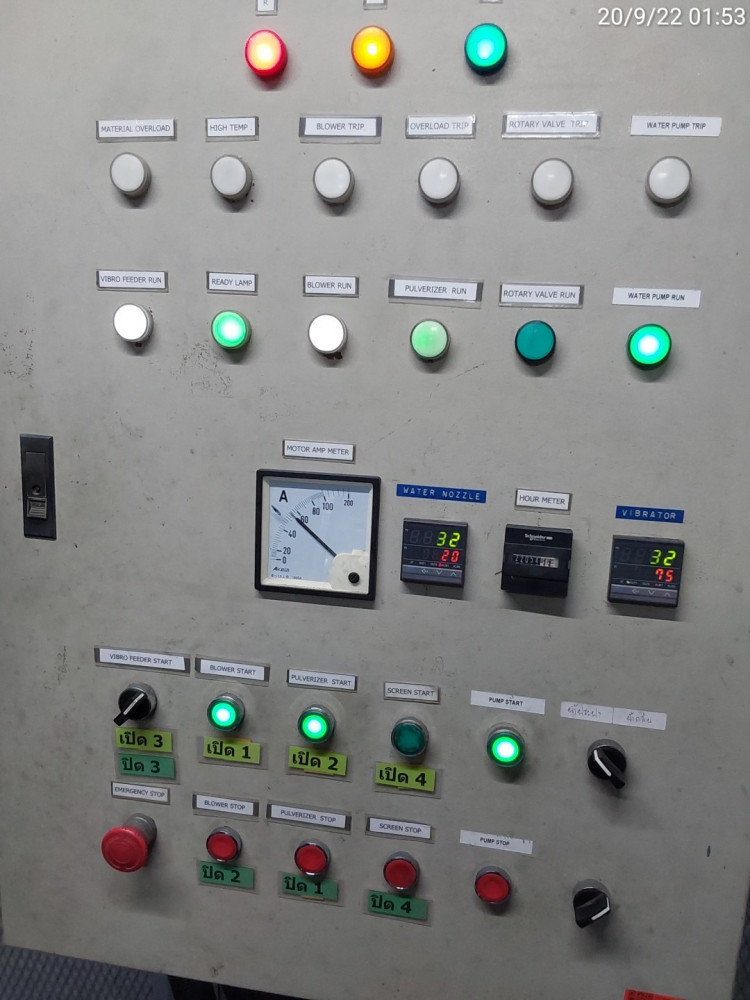 20/9/22 01:53
R
MATERIAL OVERLOAD
HIGH TEMP.
BLOWER TRIP
OVERLOAD TRIP
ROTARY VALVE TRIP
WATER PUMP TRIP
VIBRO FEEDER RUN
READY LAMP
BLOWER RUN
PULVERIZER RUN
ROTARY VALVE RUN
WATER PUMP RUN
MOTOR AMP METER
WATER NOZZLE
HOUR METER
VIBRATOR
A
0
20
40
60
80
100
200
32
20
Schneider
32
75
VIBRO FEEDER START
BLOWER START
PULVERIZER START
SCREEN START
PUMP START
เปิด 3
เปิด 1
เปิด 2
เปิด 4
ปิด 3
EMERGENCY STOP
BLOWER STOP
PULVERIZER STOP
SCREEN STOP
PUMP STOP
ปิด 2
ปิด 1
ปิด 4